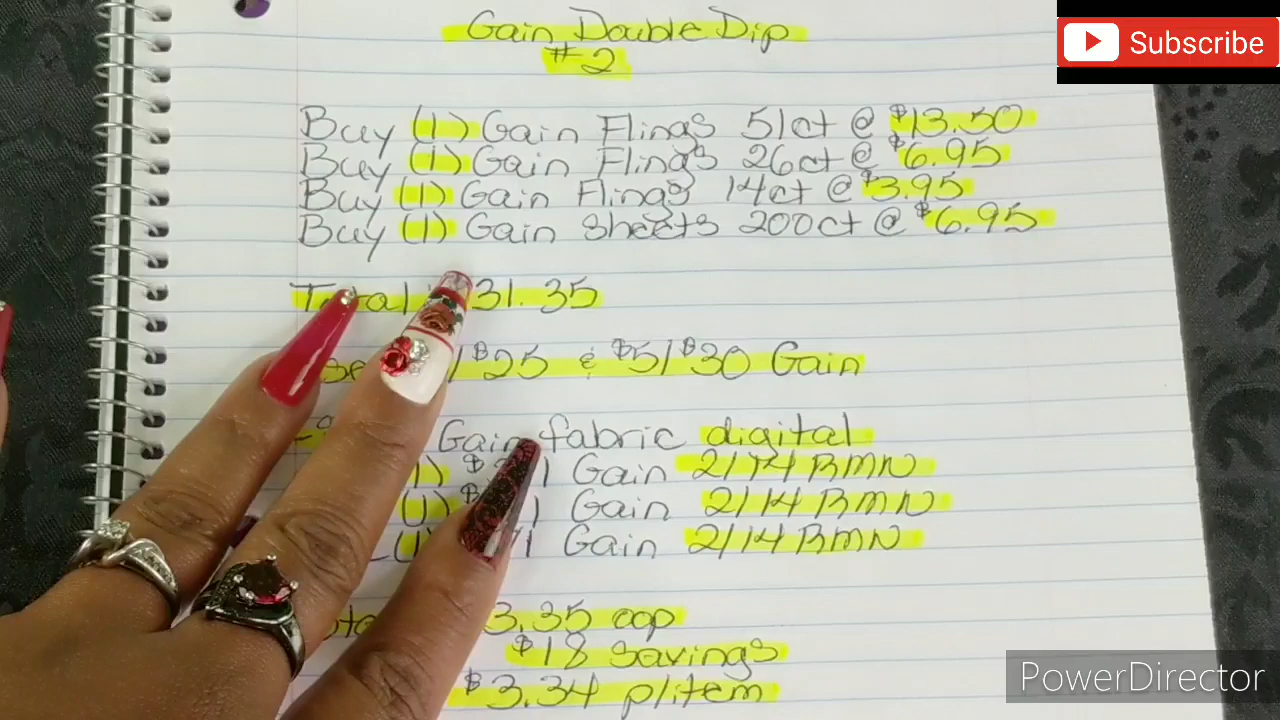 Gain Double Dip
#2
Subscribe
Buy (1) Gain Flings 51ct @ $13.50
Buy (1) Gain Flings 26ct @ $6.95
Buy (1) Gain Flings 14ct @ $3.95
Buy (1) Gain Sheets 200ct @ $6.95
31.35
$25 & $5/$30 Gain
Gain fabric digital
Gain 2/14 RMN
Gain 2/14 RMN
Gain 2/14 RMN
3.35 oop
$18 savings
$3.34 p/item
PowerDirector